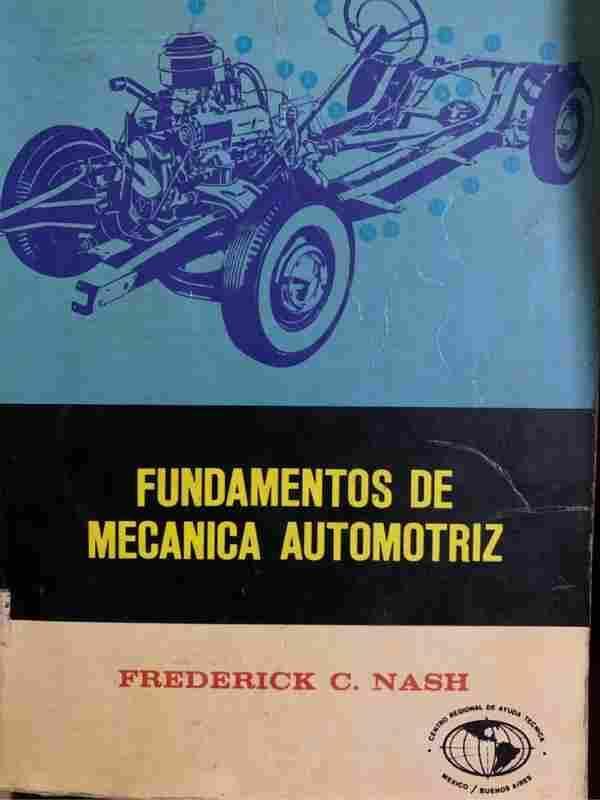 FUNDAMENTOS DE
MECANICA AUTOMOTRIZ
FREDERICK C. NASH
CENTRO REGIONAL DE AYUDA TECNICA
MEXICO / BUENOS AIRES